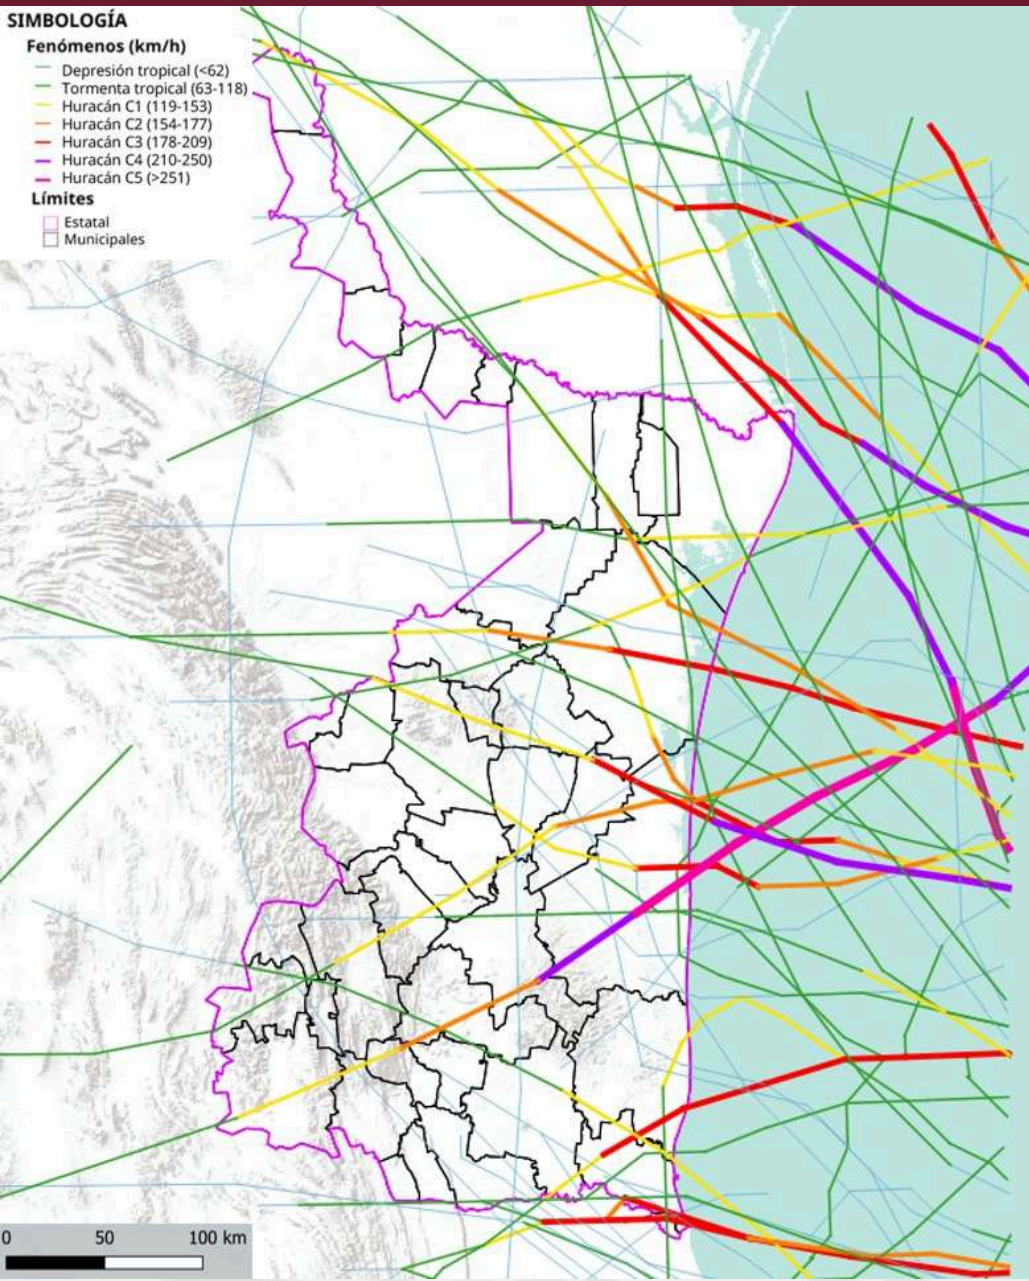 SIMBOLOGÍA
Fenómenos (km/h)
Depresión tropical (<62)
Tormenta tropical (63-118)
Huracán C1 (119-153)
Huracán C2 (154-177)
Huracán C3 (178-209)
Huracán C4 (210-250)
Huracán C5 (>251)
Límites
Estatal
Municipales
0 50 100 km